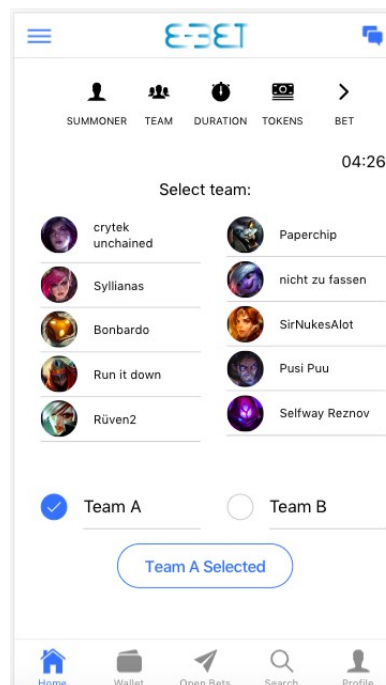 E-BET
SUMMONER TEAM DURATION TOKENS BET
04:26
Select team:
crytek
unchained
Paperchip
Syllianas
nicht zu fassen
Bonbardo
SirNukesAlot
Run it down
Pusi Puu
Rüven2
Selfway Reznov
Team A
Team B
Team A Selected
Home Wallet Open Bets Search Profile